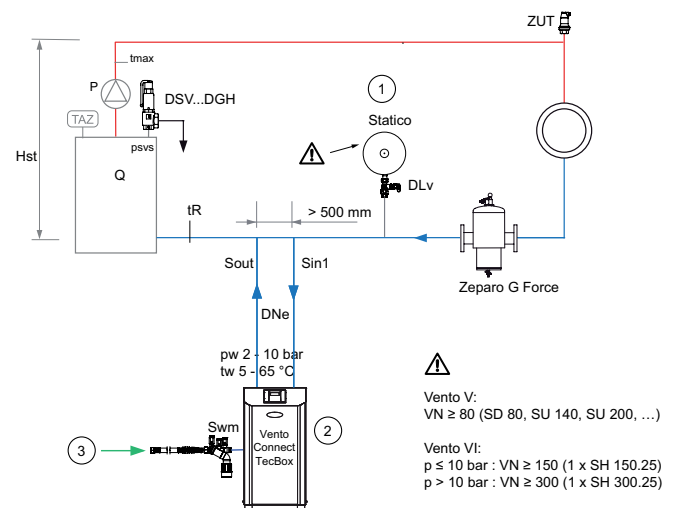 ZUT
tmax
P
DSV...DGH
1
TAZ
Statico
psvs
Hst
Q
DLv
tR
> 500 mm
Sout
Sin1
Zeparo G Force
DNe
pw 2 - 10 bar
tw 5 - 65 °C
Swm
Vento
Connect
TecBox
2
3
Vento V:
VN ≥ 80 (SD 80, SU 140, SU 200, …)
Vento VI:
p ≤ 10 bar : VN ≥ 150 (1 x SH 150.25)
p > 10 bar : VN ≥ 300 (1 x SH 300.25)